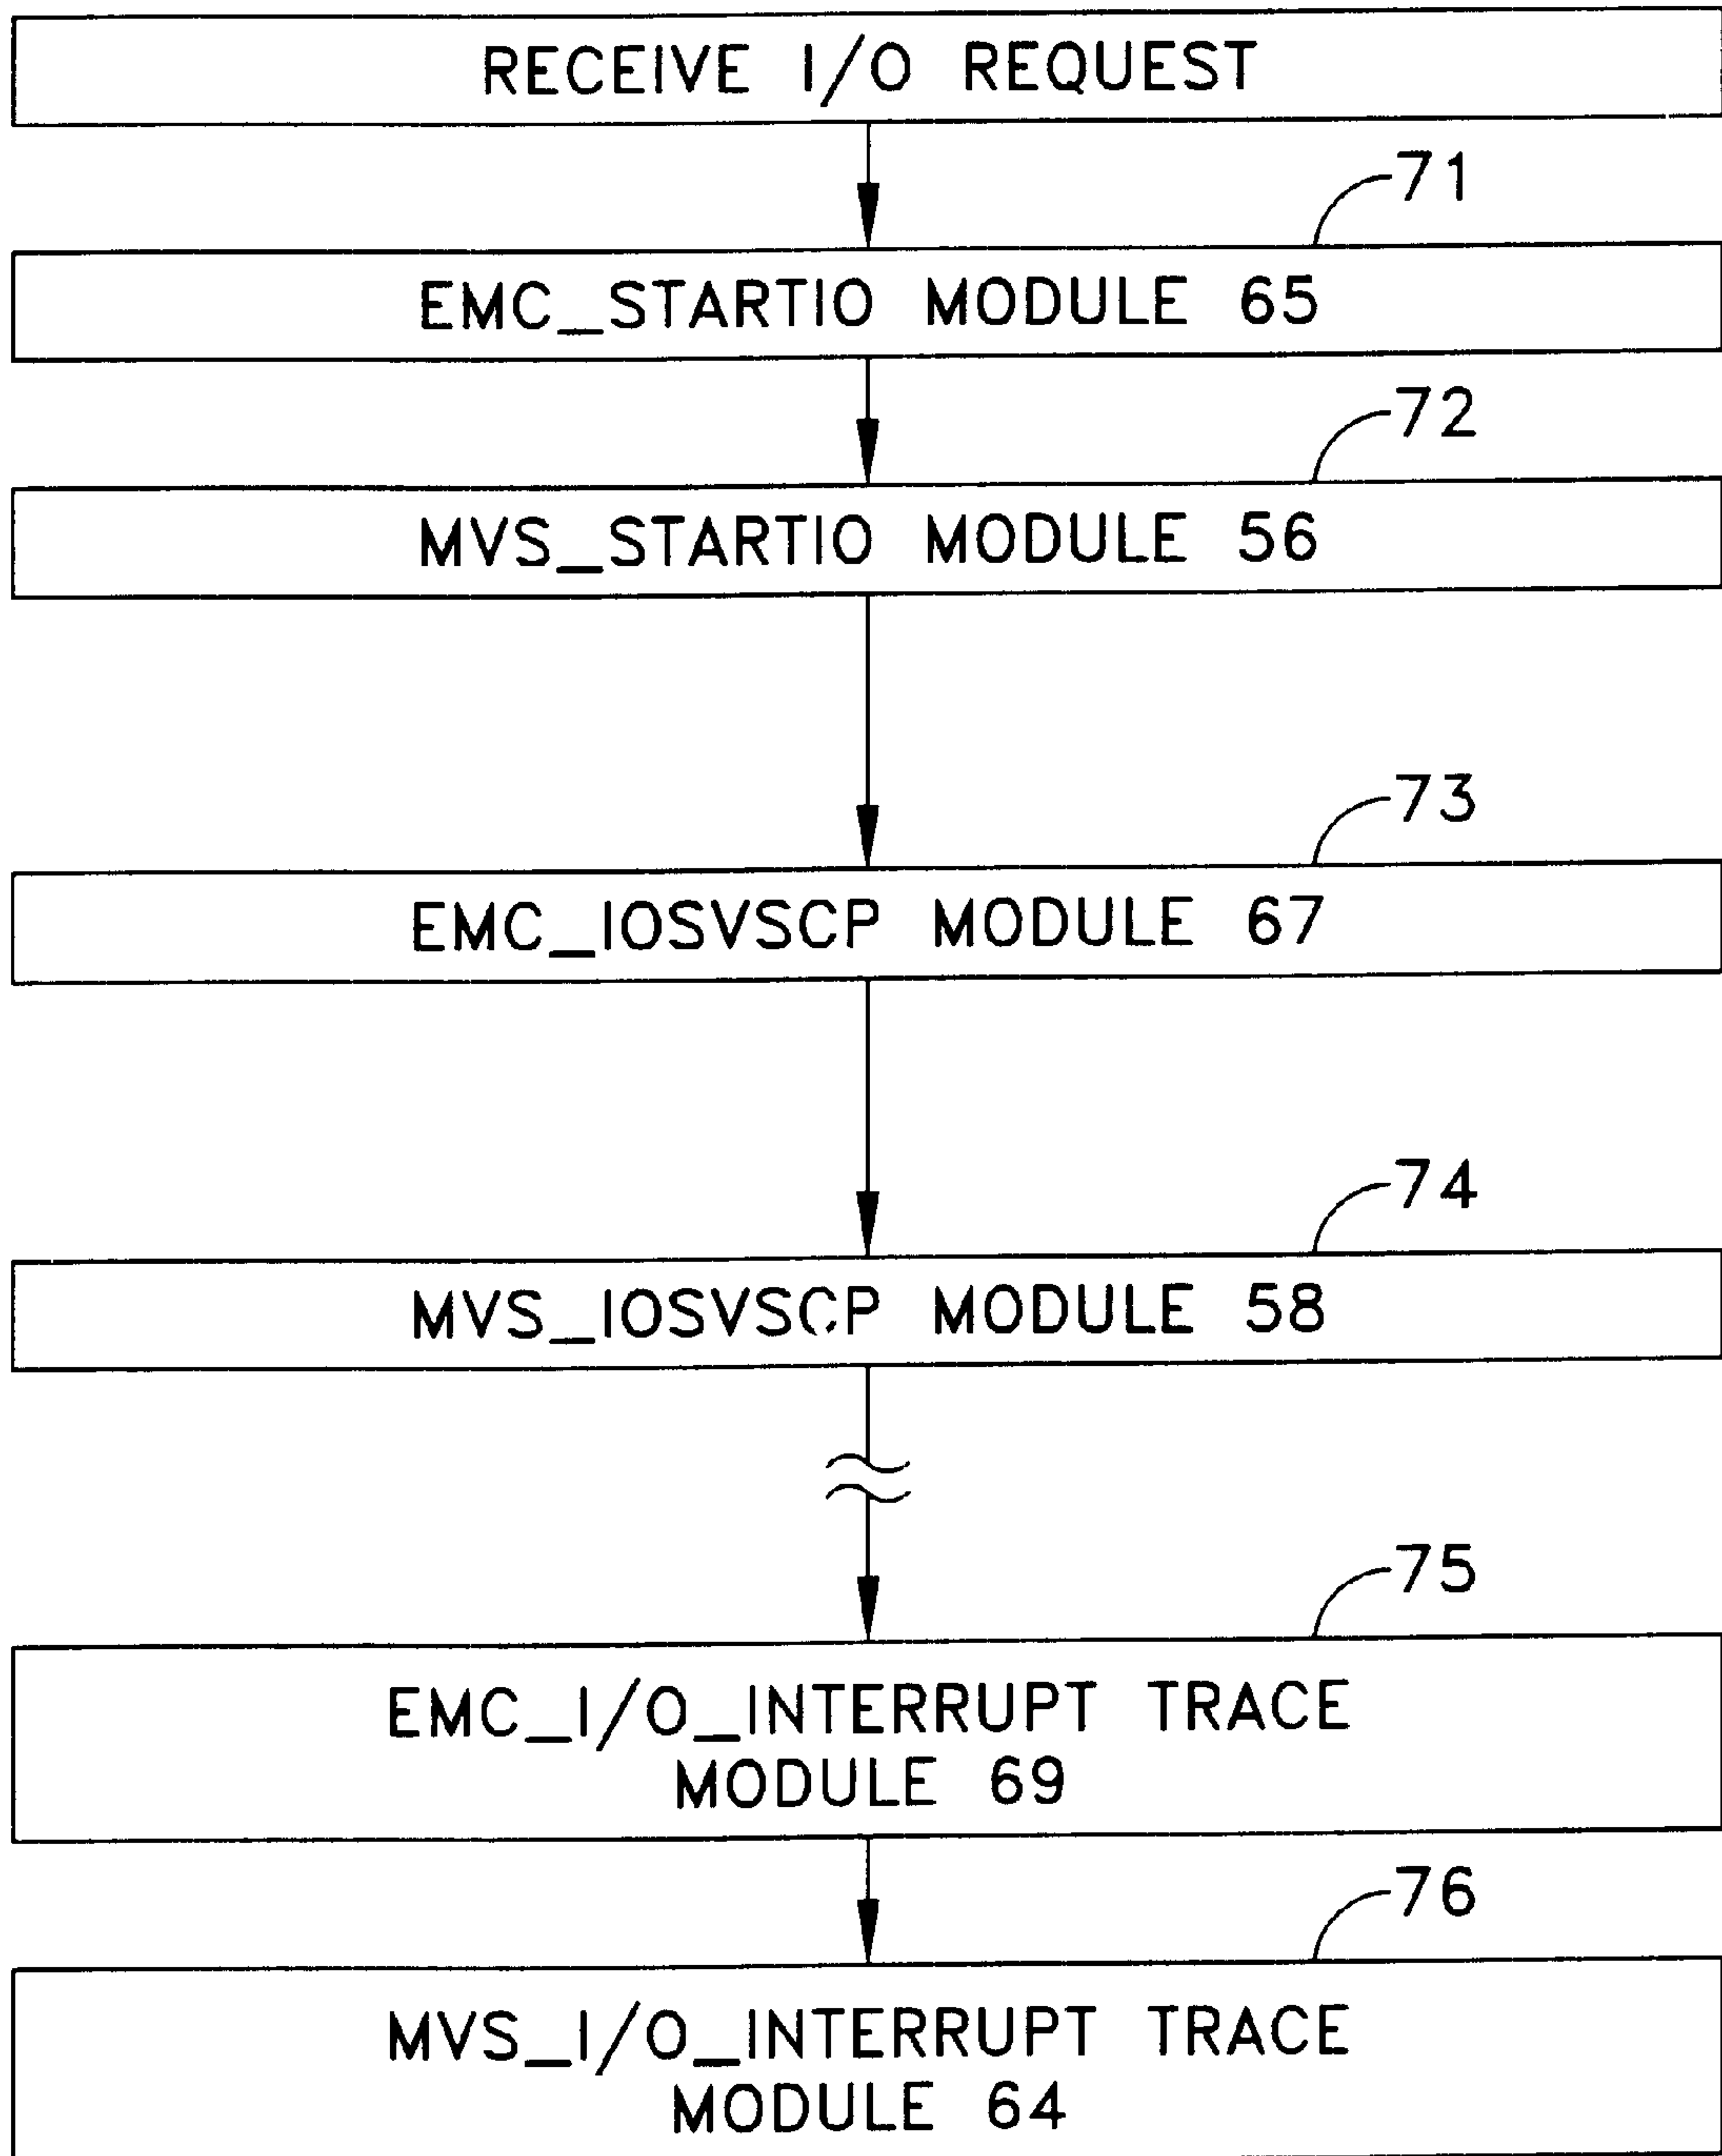 RECEIVE I/O REQUEST
71
EMC_STARTIO MODULE 65
72
MVS_STARTIO MODULE 56
73
EMC_IOSVSCP MODULE 67
74
MVS_IOSVSCP MODULE 58
75
EMC_I/O_INTERRUPT TRACE
MODULE 69
76
MVS_I/O_INTERRUPT TRACE
MODULE 64